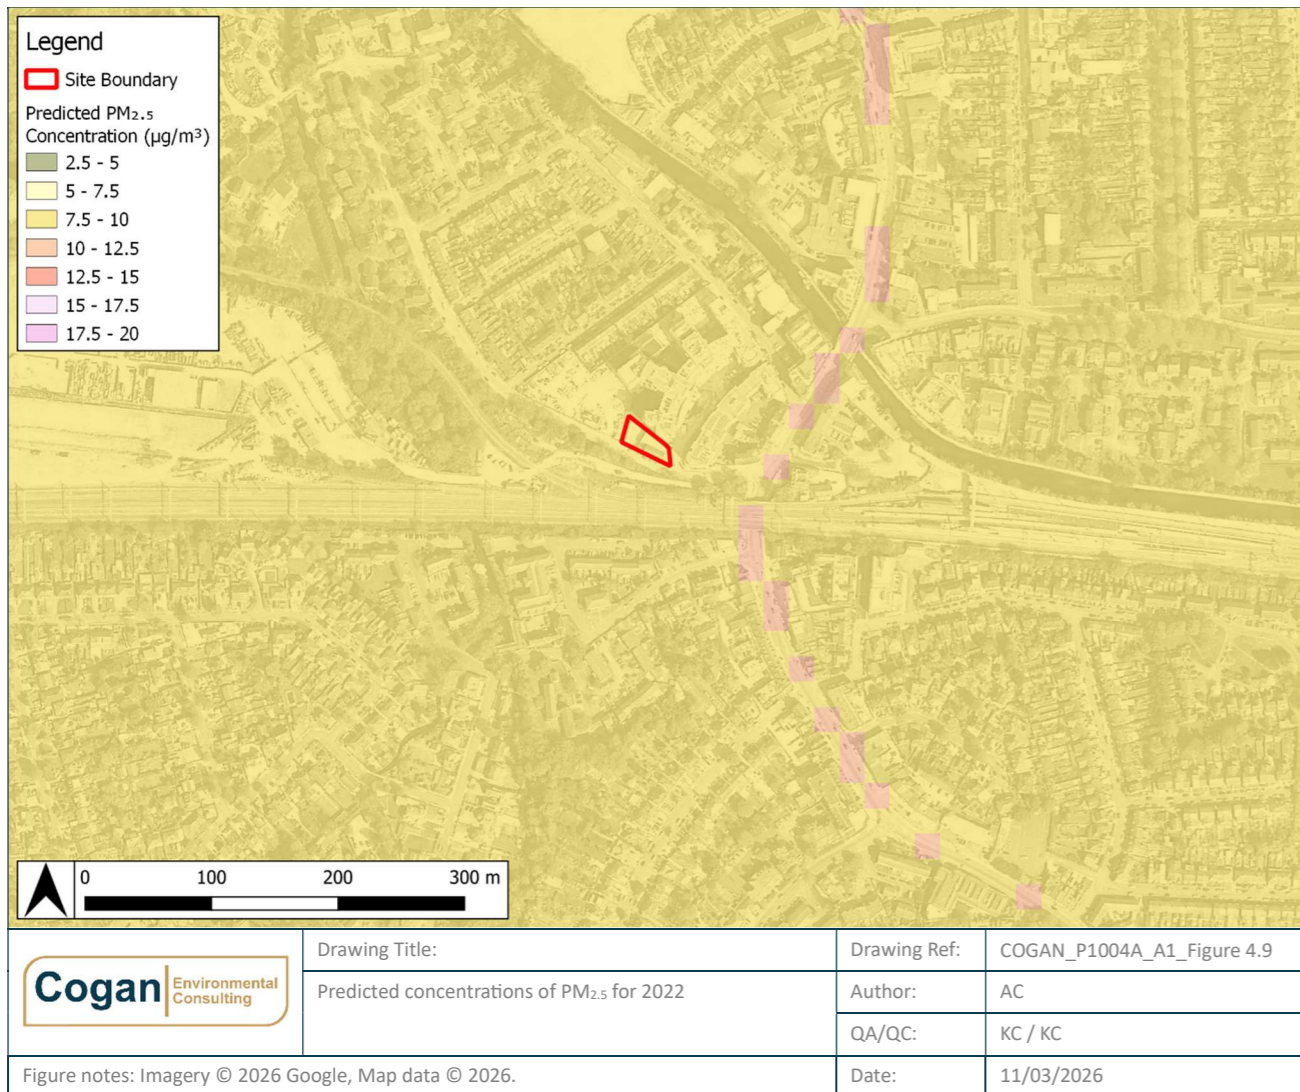 Legend
Site Boundary
Predicted PM₂.₅
Concentration (µg/m³)
2.5 - 5
5 - 7.5
7.5 - 10
10 - 12.5
12.5 - 15
15 - 17.5
17.5 - 20
0 100 200 300 m
Cogan Environmental
Consulting
Drawing Title:
Predicted concentrations of PM₂.₅ for 2022
Drawing Ref: COGAN_P1004A_A1_Figure 4.9
Author: AC
QA/QC: KC / KC
Figure notes: Imagery © 2026 Google, Map data © 2026.
Date: 11/03/2026